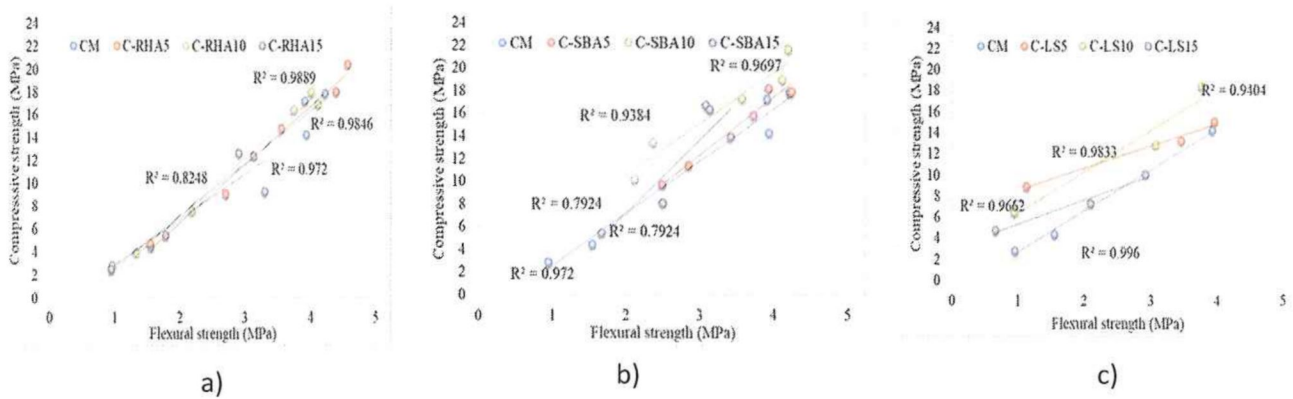 24
22
20
18
16
14
12
10
8
6
4
2
0
Compressive strength (MPa)
CM C-RHA5 C-RHA10 C-RHA15
R² = 0.9889
R² = 0.9846
R² = 0.972
R² = 0.8248
0 1 2 3 4 5
Flexural strength (MPa)
a)
24
22
20
18
16
14
12
10
8
6
4
2
0
Compressive strength (MPa)
CM C-SBA5 C-SBA10 C-SBA15
R² = 0.9697
R² = 0.9384
R² = 0.7924
R² = 0.7924
R² = 0.972
0 1 2 3 4 5
Flexural strength (MPa)
b)
24
22
20
18
16
14
12
10
8
6
4
2
0
Compressive strength (MPa)
CM C-LS5 C-LS10 C-LS15
R² = 0.9404
R² = 0.9833
R² = 0.9662
R² = 0.996
0 1 2 3 4 5
Flexural strength (MPa)
c)